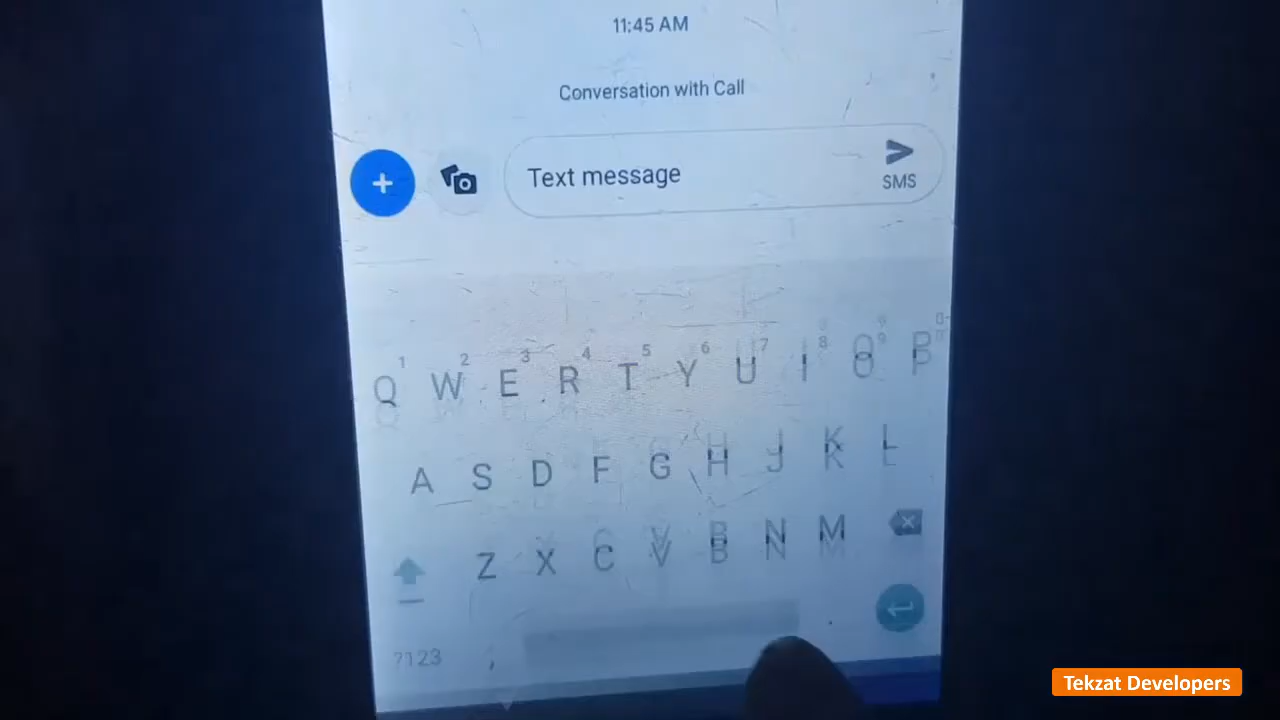 11:45 AM
Conversation with Call
+
Text message
SMS
1 2 3 4 5 6 7 8 9 0
Q W E R T Y U I O P
A S D F G H J K L
Z X C V B N M
?123 ,
Tekzat Developers